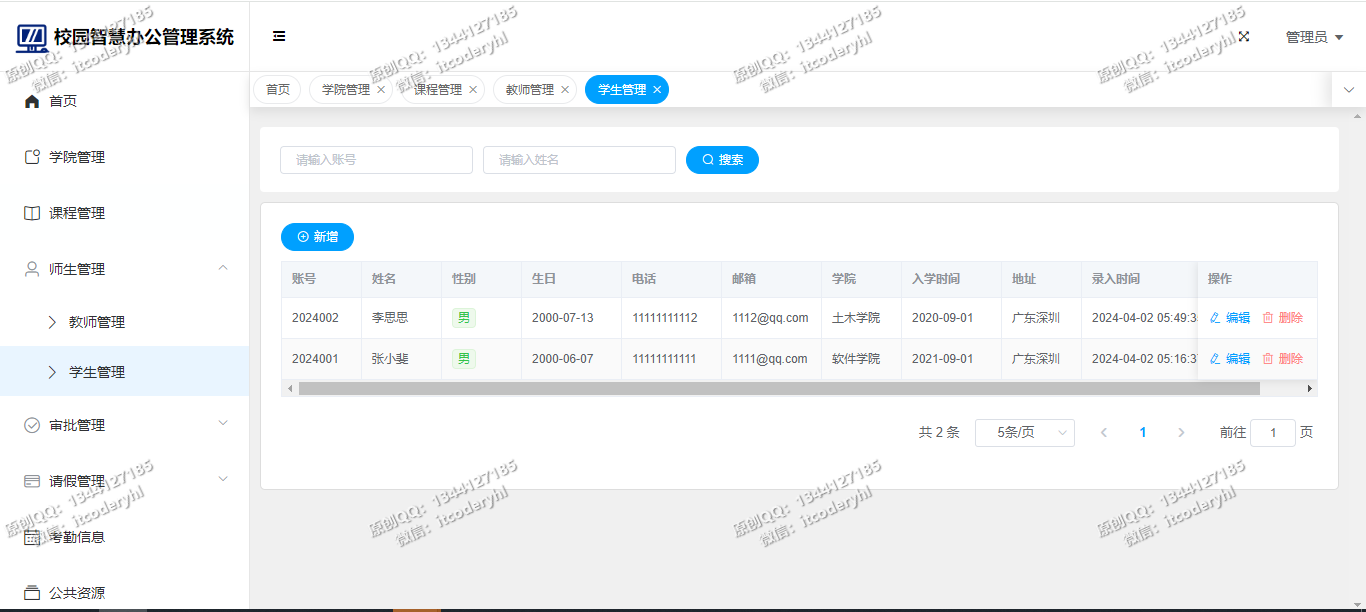 校园智慧办公管理系统
管理员
首页
学院管理
课程管理
教师管理
学生管理
首页
学院管理
课程管理
师生管理
教师管理
学生管理
审批管理
请假管理
考勤信息
公共资源
请输入账号
请输入姓名
搜索
新增
账号 姓名 性别 生日 电话 邮箱 学院 入学时间 地址 录入时间 操作
2024002 李思思 男 2000-07-13 11111111112 1112@qq.com 土木学院 2020-09-01 广东深圳 2024-04-02 05:49:3 编辑 删除
2024001 张小斐 男 2000-06-07 11111111111 1111@qq.com 软件学院 2021-09-01 广东深圳 2024-04-02 05:16:3 编辑 删除
共 2 条 5条/页 1 前往 1 页
原创QQ：1344127185
微信：itcoderyhl
原创QQ：1344127185
微信：itcoderyhl
原创QQ：1344127185
微信：itcoderyhl
原创QQ：1344127185
微信：itcoderyhl
原创QQ：1344127185
微信：itcoderyhl
原创QQ：1344127185
微信：itcoderyhl
原创QQ：1344127185
微信：itcoderyhl
原创QQ：1344127185
微信：itcoderyhl